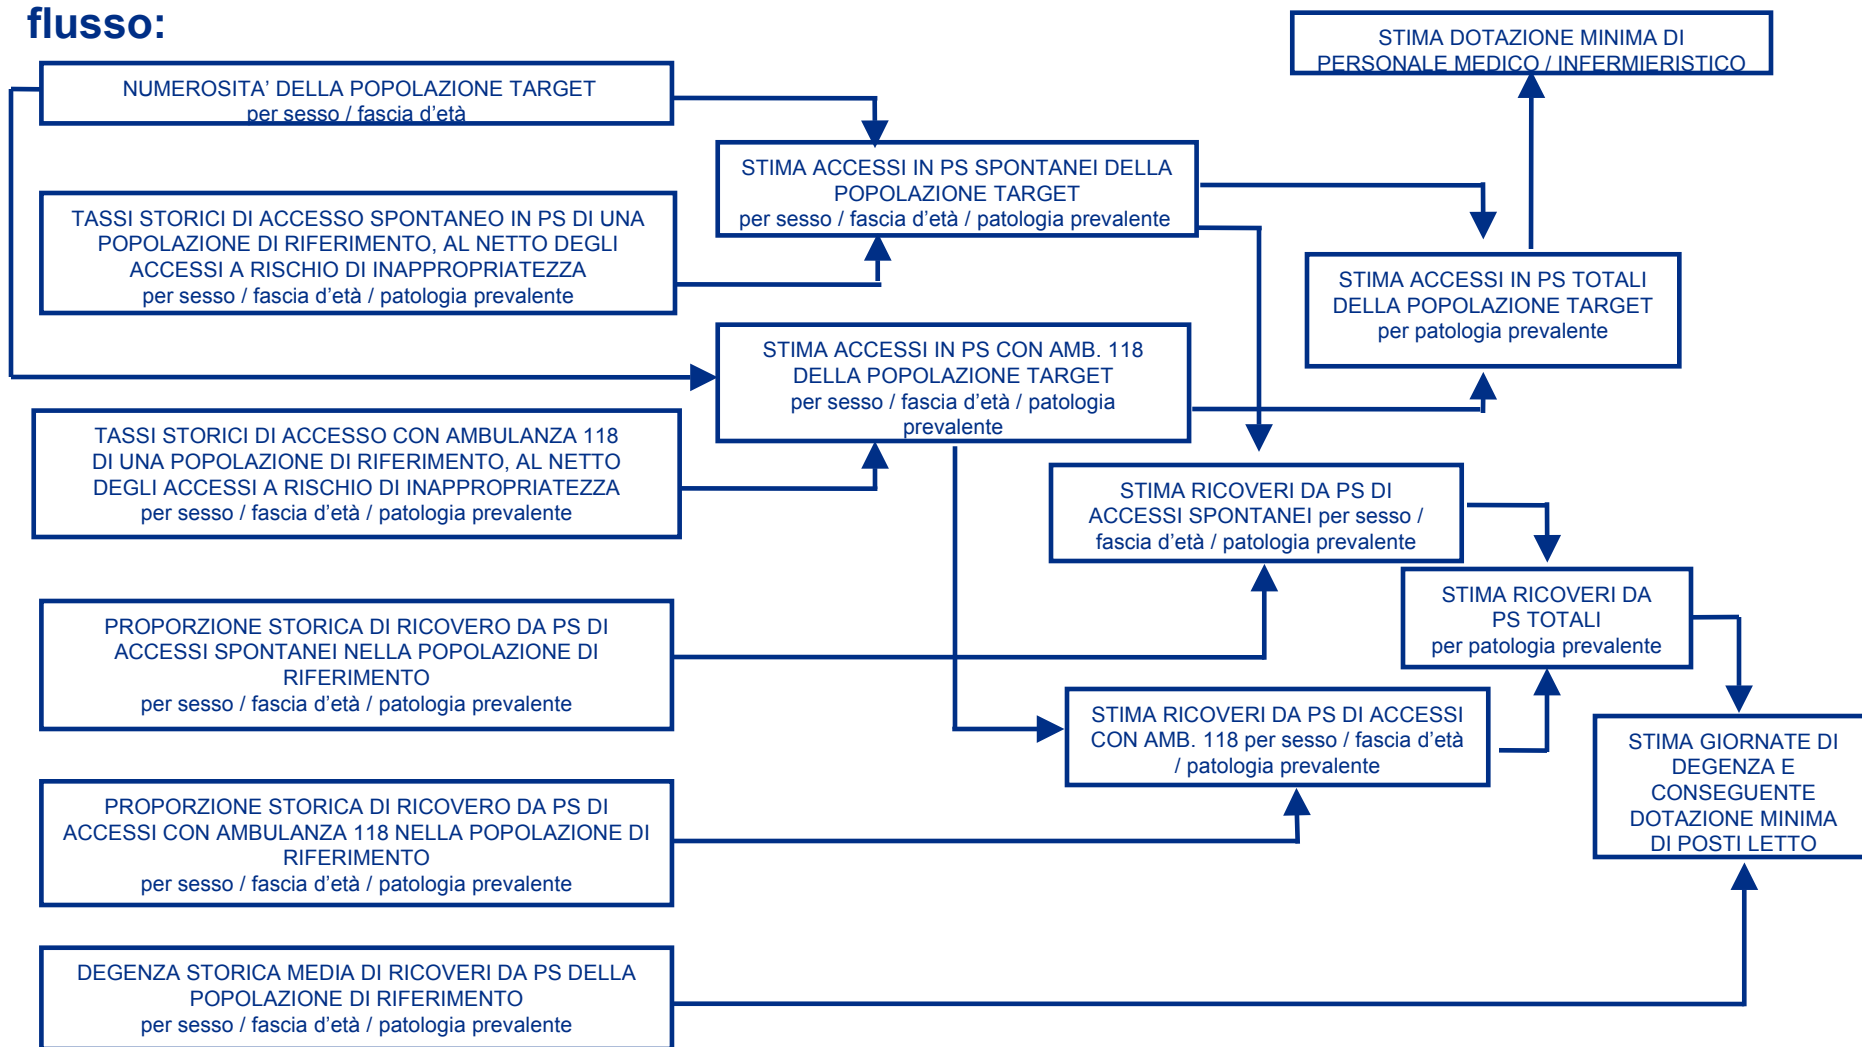 flusso:
NUMEROSITA’ DELLA POPOLAZIONE TARGET
per sesso / fascia d’età
TASSI STORICI DI ACCESSO SPONTANEO IN PS DI UNA
POPOLAZIONE DI RIFERIMENTO, AL NETTO DEGLI
ACCESSI A RISCHIO DI INAPPROPRIATEZZA
per sesso / fascia d’età / patologia prevalente
TASSI STORICI DI ACCESSO CON AMBULANZA 118
DI UNA POPOLAZIONE DI RIFERIMENTO, AL NETTO
DEGLI ACCESSI A RISCHIO DI INAPPROPRIATEZZA
per sesso / fascia d’età / patologia prevalente
PROPORZIONE STORICA DI RICOVERO DA PS DI
ACCESSI SPONTANEI NELLA POPOLAZIONE DI
RIFERIMENTO
per sesso / fascia d’età / patologia prevalente
PROPORZIONE STORICA DI RICOVERO DA PS DI
ACCESSI CON AMBULANZA 118 NELLA POPOLAZIONE DI
RIFERIMENTO
per sesso / fascia d’età / patologia prevalente
DEGENZA STORICA MEDIA DI RICOVERI DA PS DELLA
POPOLAZIONE DI RIFERIMENTO
per sesso / fascia d’età / patologia prevalente
STIMA ACCESSI IN PS SPONTANEI DELLA
POPOLAZIONE TARGET
per sesso / fascia d’età / patologia prevalente
STIMA ACCESSI IN PS CON AMB. 118
DELLA POPOLAZIONE TARGET
per sesso / fascia d’età / patologia
prevalente
STIMA DOTAZIONE MINIMA DI
PERSONALE MEDICO / INFERMIERISTICO
STIMA ACCESSI IN PS TOTALI
DELLA POPOLAZIONE TARGET
per patologia prevalente
STIMA RICOVERI DA PS DI
ACCESSI SPONTANEI per sesso /
fascia d’età / patologia prevalente
STIMA RICOVERI DA PS DI ACCESSI
CON AMB. 118 per sesso / fascia d’età
/ patologia prevalente
STIMA RICOVERI DA
PS TOTALI
per patologia prevalente
STIMA GIORNATE DI
DEGENZA E
CONSEGUENTE
DOTAZIONE MINIMA
DI POSTI LETTO